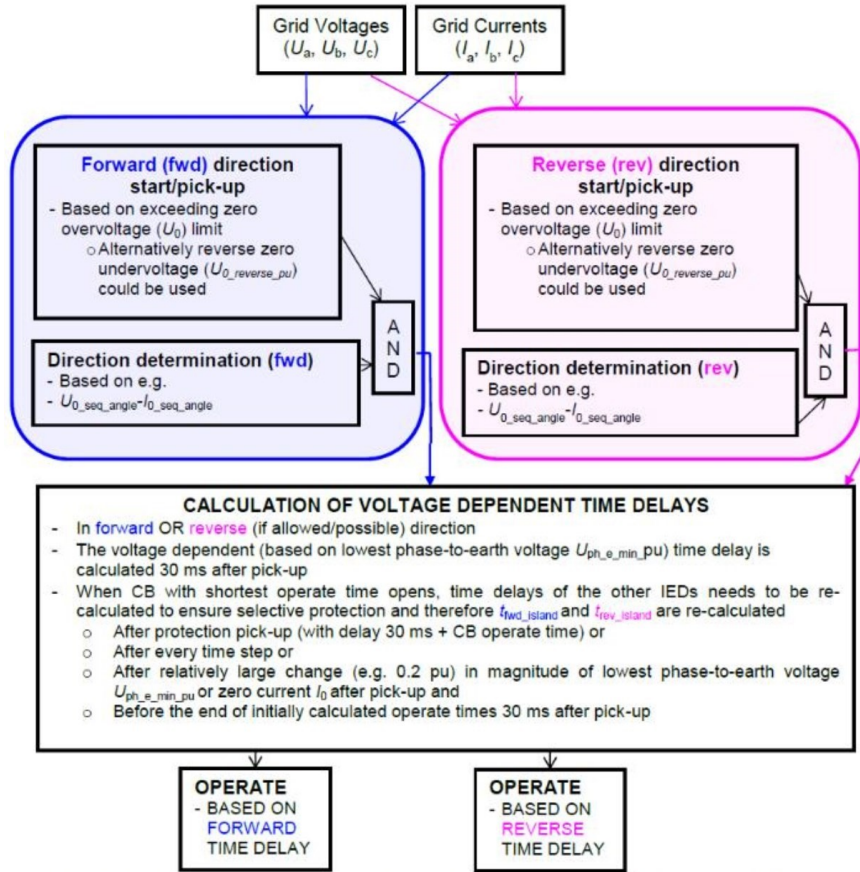 Grid Voltages
(Ua, Ub, Uc)
Grid Currents
(Ia, Ib, Ic)
Forward (fwd) direction
start/pick-up
- Based on exceeding zero
overvoltage (U0) limit
○ Alternatively reverse zero
undervoltage (U0_reverse_pu)
could be used
Direction determination (fwd)
- Based on e.g.
- U0_seq_angle-I0_seq_angle
A
N
D
Reverse (rev) direction
start/pick-up
- Based on exceeding zero
overvoltage (U0) limit
○ Alternatively reverse zero
undervoltage (U0_reverse_pu)
could be used
Direction determination (rev)
- Based on e.g.
- U0_seq_angle-I0_seq_angle
A
N
D
CALCULATION OF VOLTAGE DEPENDENT TIME DELAYS
- In forward OR reverse (if allowed/possible) direction
- The voltage dependent (based on lowest phase-to-earth voltage Uph_e_min_pu) time delay is
calculated 30 ms after pick-up
- When CB with shortest operate time opens, time delays of the other IEDs needs to be re-
calculated to ensure selective protection and therefore tfwd_island and trev_island are re-calculated
○ After protection pick-up (with delay 30 ms + CB operate time) or
○ After every time step or
○ After relatively large change (e.g. 0.2 pu) in magnitude of lowest phase-to-earth voltage
Uph_e_min_pu or zero current I0 after pick-up and
○ Before the end of initially calculated operate times 30 ms after pick-up
OPERATE
- BASED ON
FORWARD
TIME DELAY
OPERATE
- BASED ON
REVERSE
TIME DELAY